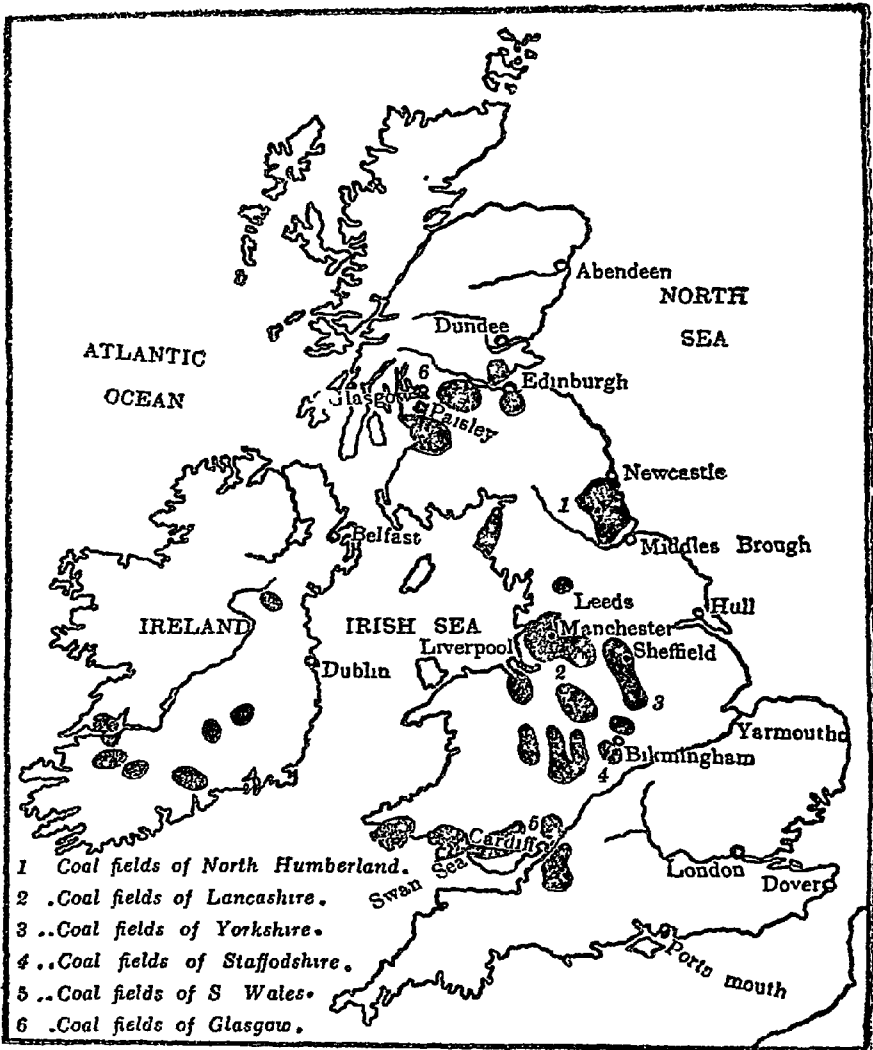 Abendeen
NORTH
SEA
Dundee
ATLANTIC
OCEAN
6
Edinburgh
Glasgow
Paisley
Newcastle
1
Belfast
Middles Brough
Leeds
Hull
IRELAND
IRISH SEA
Manchester
Liverpool
Sheffield
Dublin
2
3
Yarmouth
Bikmingham
4
5
Cardiff
Swan Sea
London
Dover
Ports mouth
1 Coal fields of North Humberland.
2 .Coal fields of Lancashire.
3 ..Coal fields of Yorkshire.
4 ..Coal fields of Staffodshire.
5 ..Coal fields of S Wales.
6 .Coal fields of Glasgow.